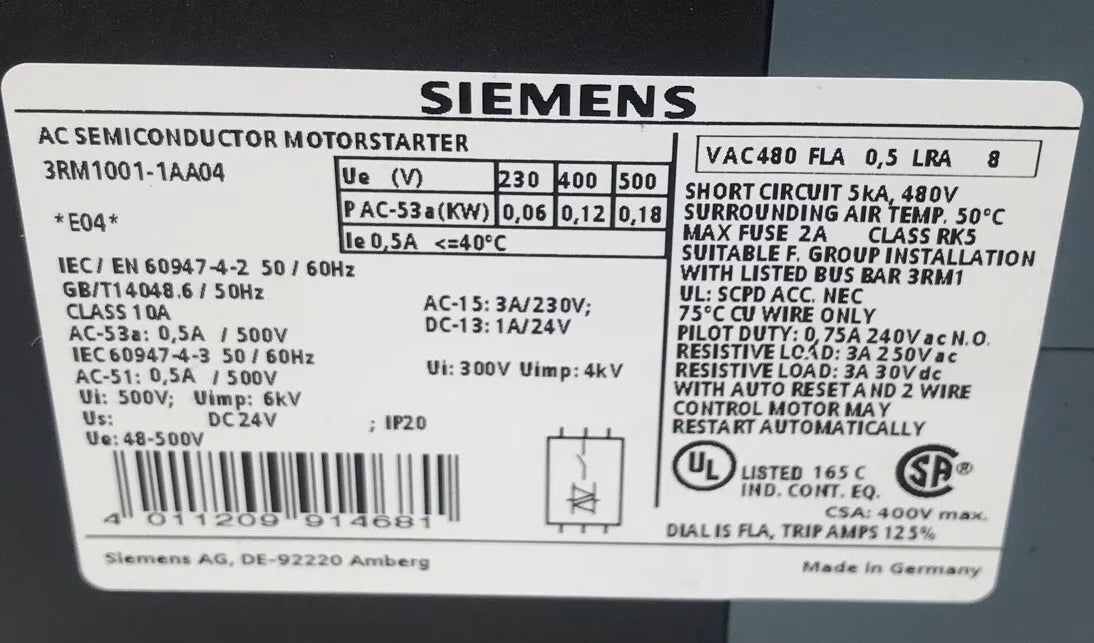 SIEMENS
AC SEMICONDUCTOR MOTORSTARTER
3RM1001-1AA04
*E04*
Ue (V) 230 400 500
P AC-53a(KW) 0,06 0,12 0,18
Ie 0,5A <=40°C
IEC/ EN 60947-4-2 50 / 60Hz
GB/T14048.6 / 50Hz
CLASS 10A
AC-53a: 0,5A / 500V
IEC60947-4-3 50 / 60Hz
AC-51: 0,5A / 500V
Ui: 500V; Uimp: 6kV
Us: DC24V ; IP20
Ue: 48-500V
AC-15: 3A/230V;
DC-13: 1A/24V
Ui: 300V Uimp: 4kV
4 011209 914681
VAC480 FLA 0,5 LRA 8
SHORT CIRCUIT 5kA, 480V
SURROUNDING AIR TEMP. 50°C
MAX FUSE 2A CLASS RK5
SUITABLE F. GROUP INSTALLATION
WITH LISTED BUS BAR 3RM1
UL: SCPD ACC. NEC
75°C CU WIRE ONLY
PILOT DUTY: 0,75A 240Vac N.O.
RESISTIVE LOAD: 3A 250Vac
RESISTIVE LOAD: 3A 30Vdc
WITH AUTO RESET AND 2 WIRE
CONTROL MOTOR MAY
RESTART AUTOMATICALLY
UL LISTED 165 C
IND. CONT. EQ.
SA ®
CSA: 400V max.
DIAL IS FLA, TRIP AMPS 125%
Siemens AG, DE-92220 Amberg
Made in Germany